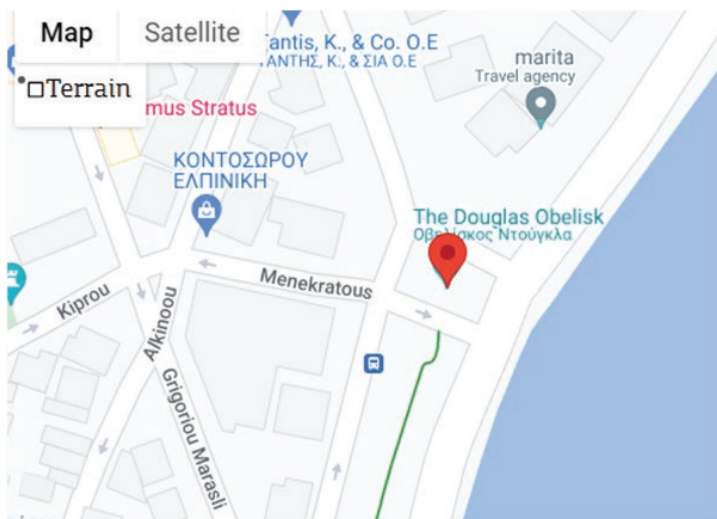 Map
Satellite
Terrain
Fantis, K., & Co. O.E
ΑΝΤΗΣ, Κ., & ΣΙΑ Ο.Ε
marita
Travel agency
mus Stratus
ΚΟΝΤΟΣΩΡΟΥ
ΕΛΠΙΝΙΚΗ
The Douglas Obelisk
Οβελίσκος Ντούγκλα
Menekratous
Kiprou
Alkinoou
Grigoriou Marasli